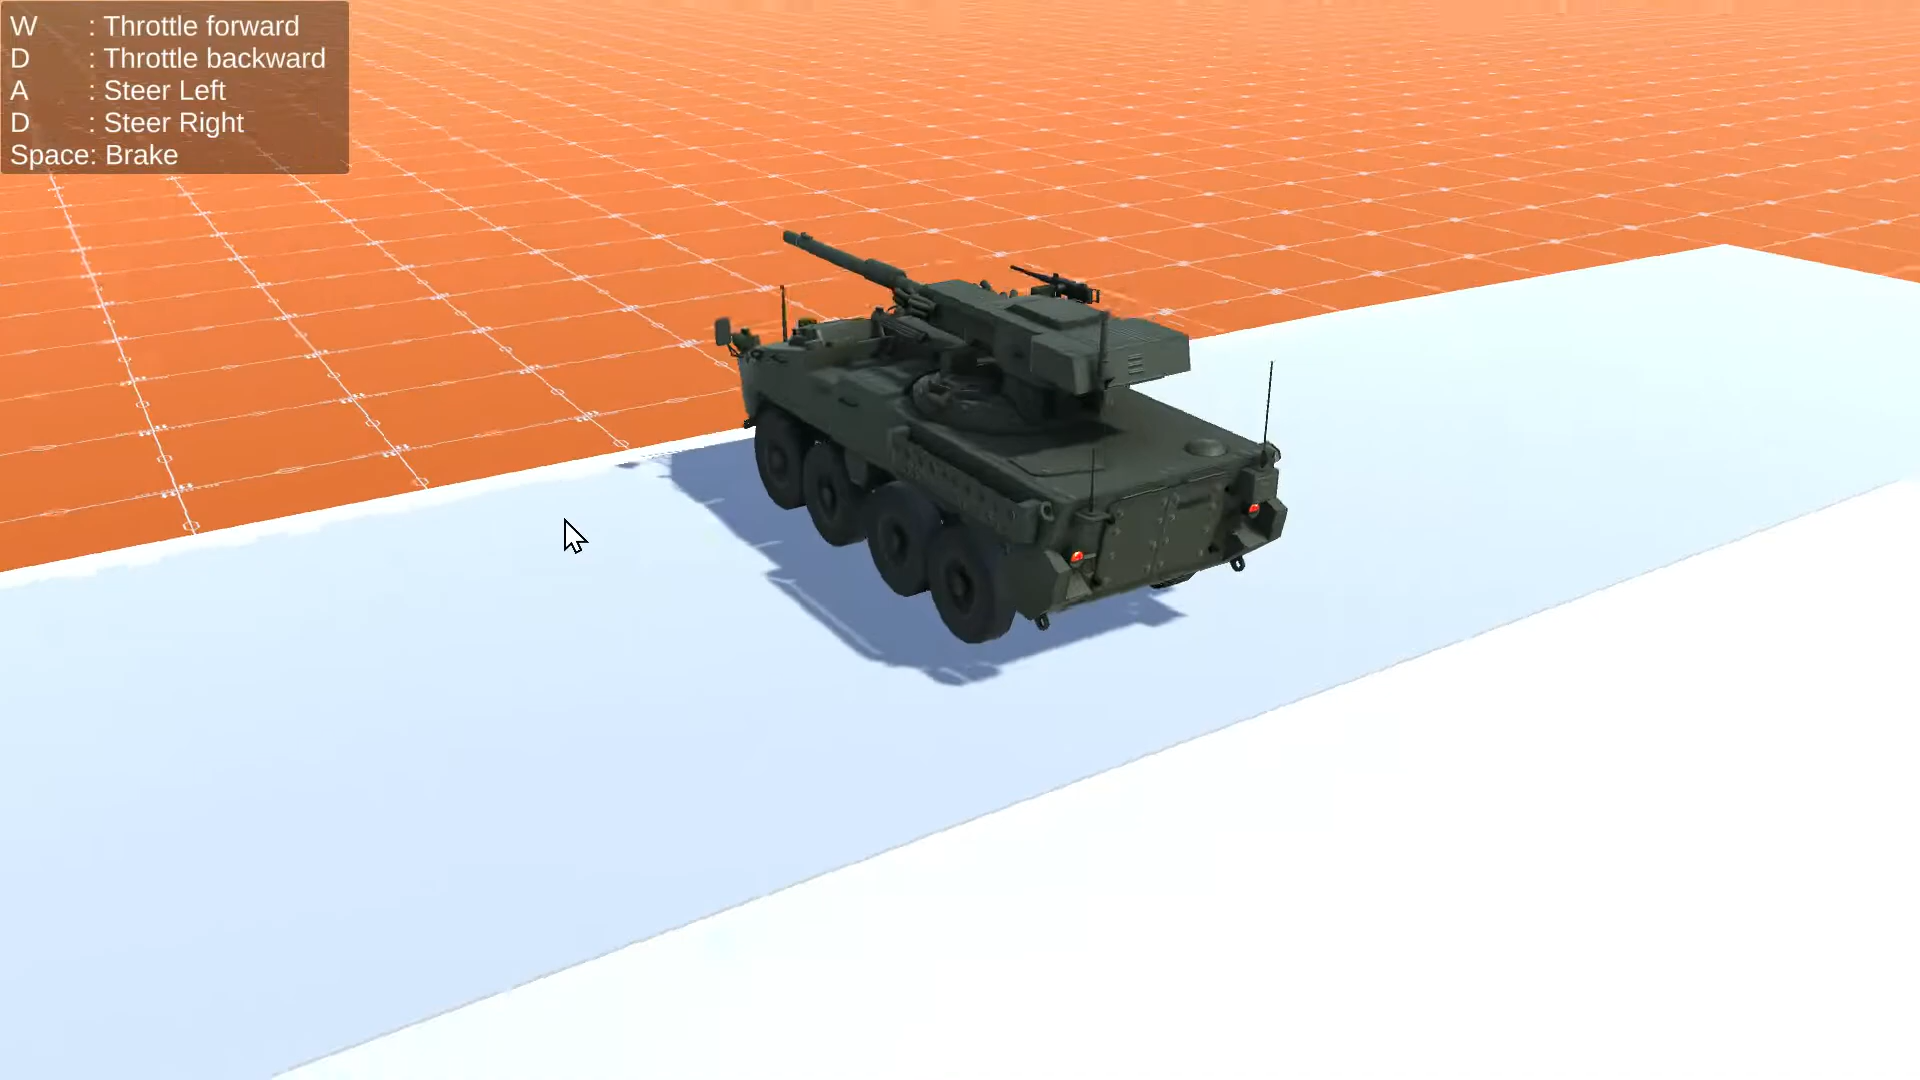 W : Throttle forward
D : Throttle backward
A : Steer Left
D : Steer Right
Space: Brake